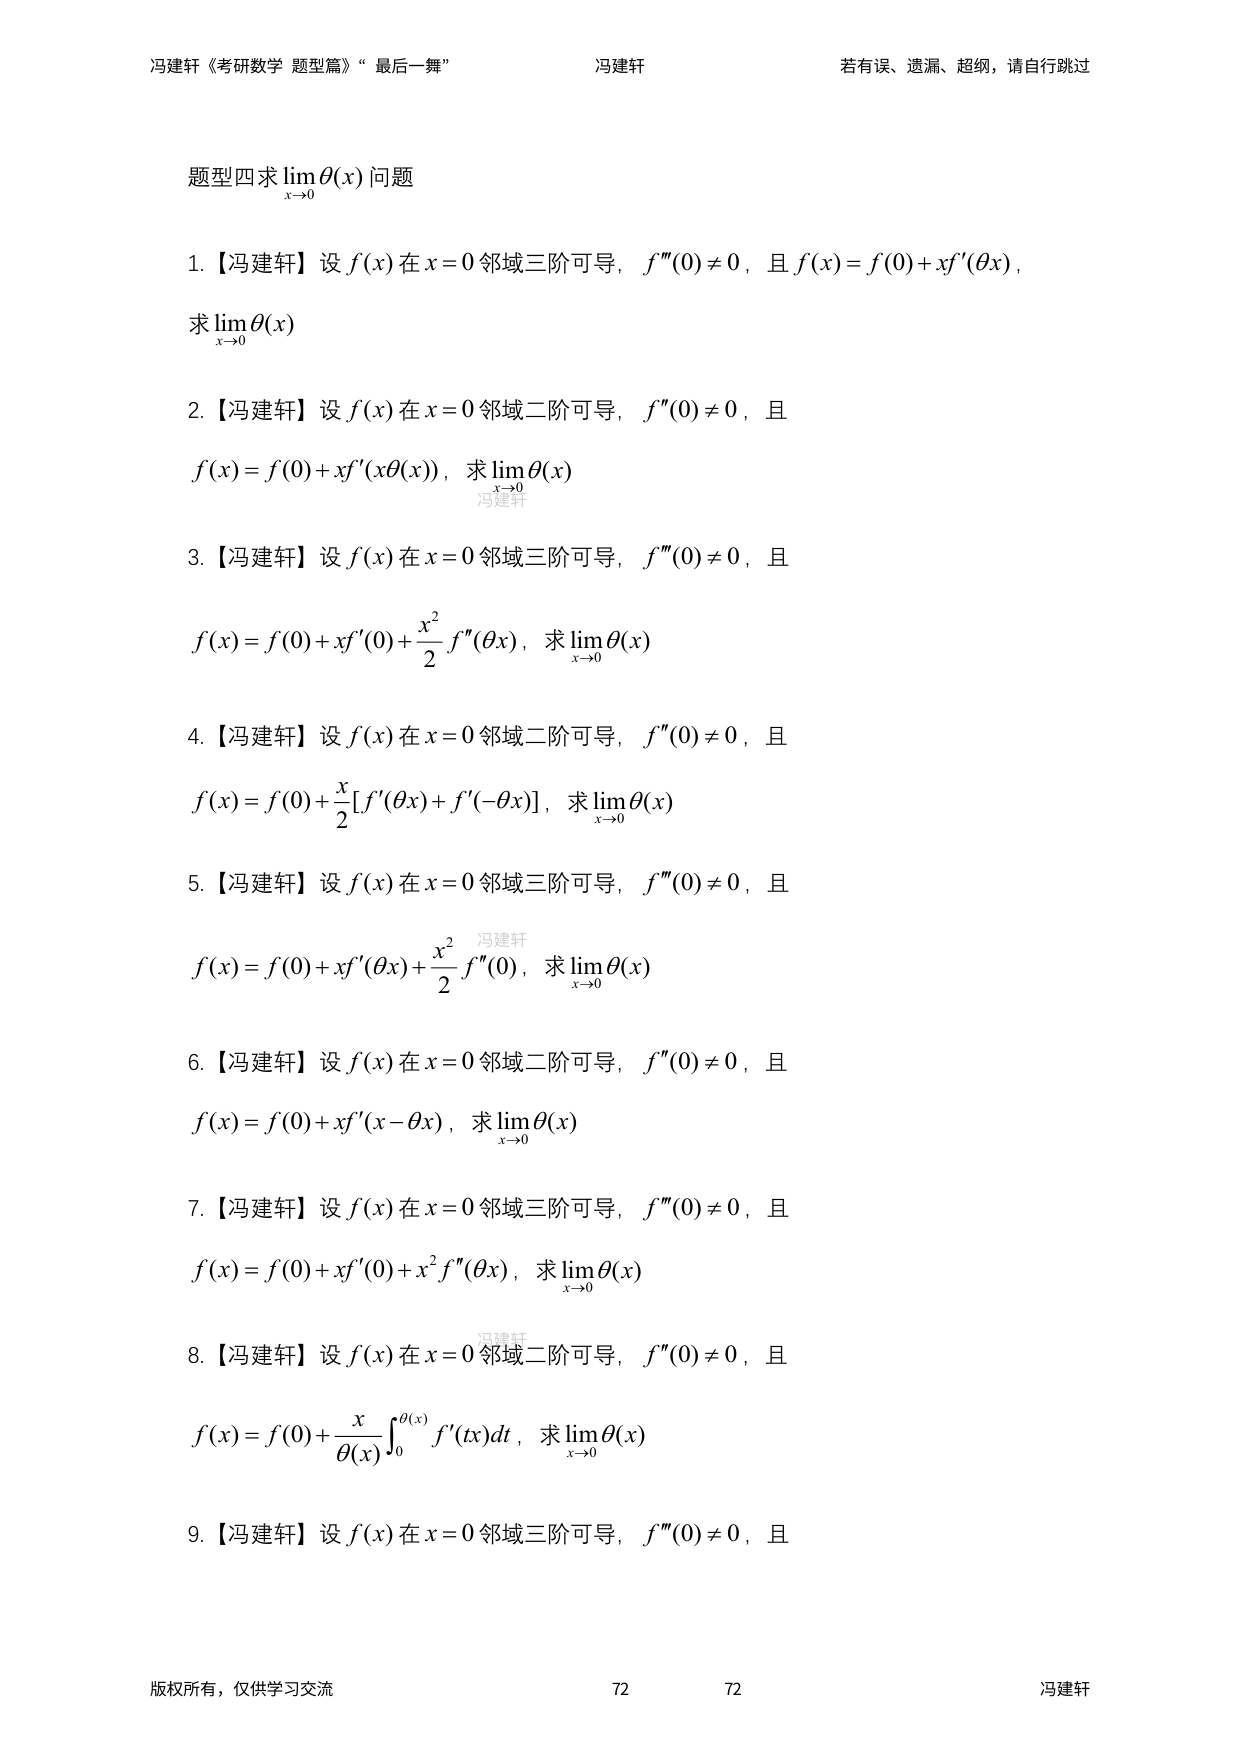 冯建轩《考研数学 题型篇》“ 最后一舞” 冯建轩 若有误、遗漏、超纲，请自行跳过
题型四求 lim_{x→0} θ(x) 问题
1.【冯建轩】设 f(x) 在 x = 0 邻域三阶可导， f‴(0) ≠ 0， 且 f(x) = f(0) + xf′(θx)，
求 lim_{x→0} θ(x)
2.【冯建轩】设 f(x) 在 x = 0 邻域二阶可导， f″(0) ≠ 0， 且
f(x) = f(0) + xf′(xθ(x))， 求 lim_{x→0} θ(x)
冯建轩
3.【冯建轩】设 f(x) 在 x = 0 邻域三阶可导， f‴(0) ≠ 0， 且
f(x) = f(0) + xf′(0) + x²/2 f″(θx)， 求 lim_{x→0} θ(x)
4.【冯建轩】设 f(x) 在 x = 0 邻域二阶可导， f″(0) ≠ 0， 且
f(x) = f(0) + x/2 [f′(θx) + f′(−θx)]， 求 lim_{x→0} θ(x)
5.【冯建轩】设 f(x) 在 x = 0 邻域三阶可导， f‴(0) ≠ 0， 且
冯建轩
f(x) = f(0) + xf′(θx) + x²/2 f″(0)， 求 lim_{x→0} θ(x)
6.【冯建轩】设 f(x) 在 x = 0 邻域二阶可导， f″(0) ≠ 0， 且
f(x) = f(0) + xf′(x − θx)， 求 lim_{x→0} θ(x)
7.【冯建轩】设 f(x) 在 x = 0 邻域三阶可导， f‴(0) ≠ 0， 且
f(x) = f(0) + xf′(0) + x² f″(θx)， 求 lim_{x→0} θ(x)
冯建轩
8.【冯建轩】设 f(x) 在 x = 0 邻域二阶可导， f″(0) ≠ 0， 且
f(x) = f(0) + x/θ(x) ∫_0^{θ(x)} f′(tx)dt， 求 lim_{x→0} θ(x)
9.【冯建轩】设 f(x) 在 x = 0 邻域三阶可导， f‴(0) ≠ 0， 且
版权所有，仅供学习交流 72 72 冯建轩